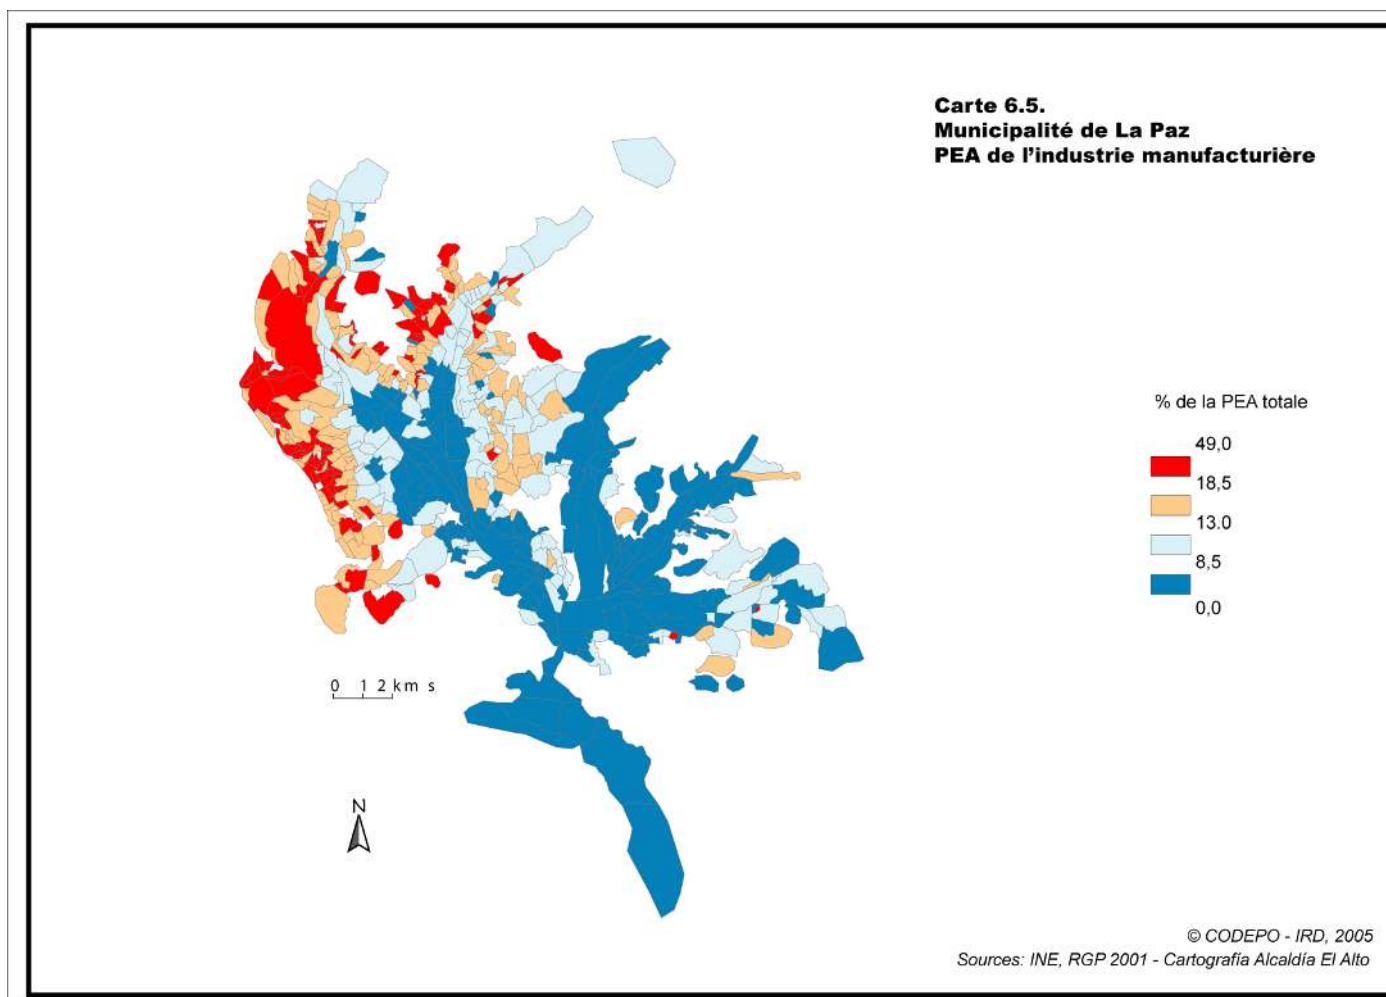 Carte 6.5.
Municipalité de La Paz
PEA de l'industrie manufacturière
% de la PEA totale
49,0
18,5
13.0
8,5
0,0
0 1 2 km s
N
© CODEPO - IRD, 2005
Sources: INE, RGP 2001 - Cartografía Alcaldía El Alto